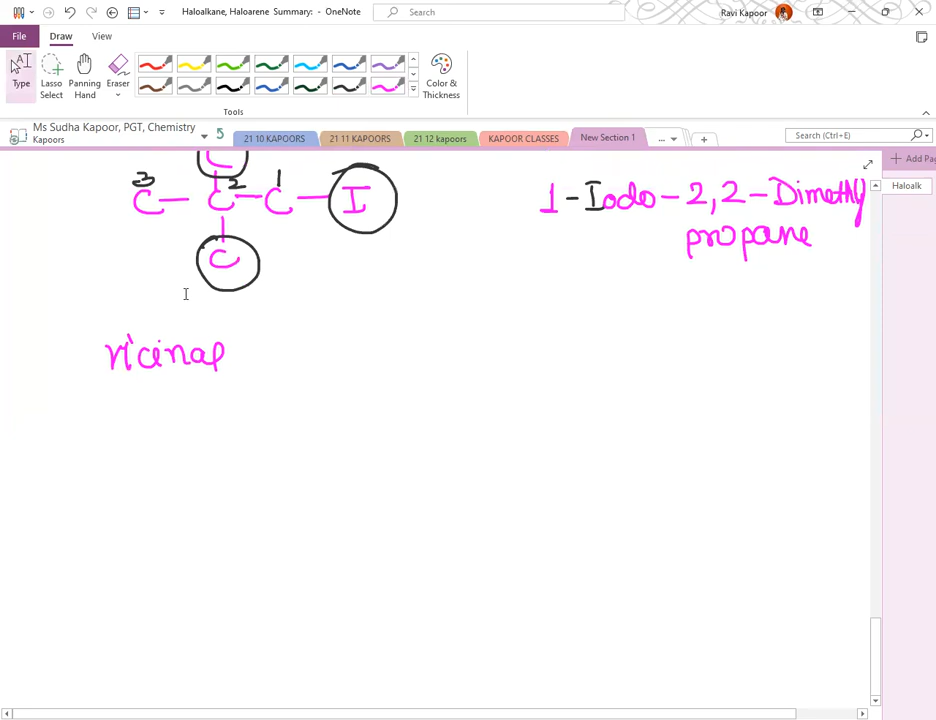 Haloalkane, Haloarene Summary: - OneNote
Search
Ravi Kapoor
File
Draw
View
Type
Lasso Select
Panning Hand
Eraser
Color & Thickness
Tools
Ms Sudha Kapoor, PGT, Chemistry
Kapoors
21 10 KAPOORS
21 11 KAPOORS
21 12 kapoors
KAPOOR CLASSES
New Section 1
...
Search (Ctrl+E)
Add Pag
Haloalk
C
3 2 1
C - C - C - I
C
1 - Iodo - 2, 2 - Dimethly
propane
vicinal